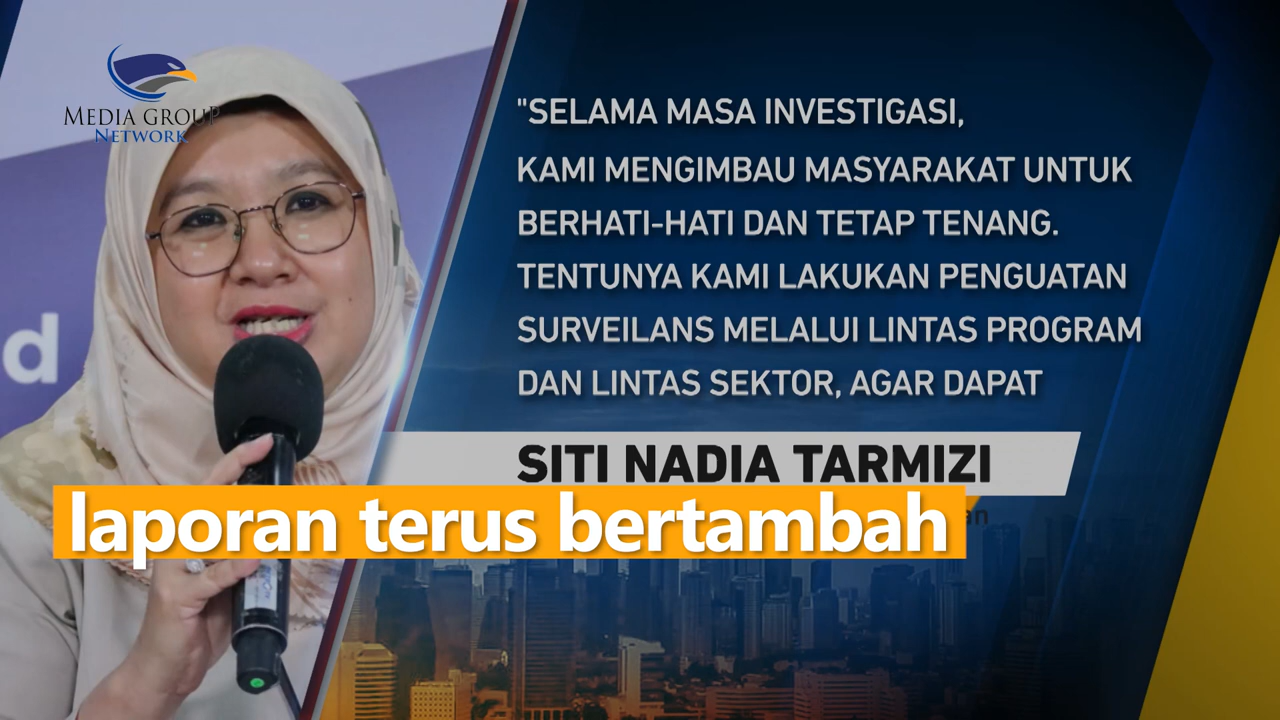 MEDIA GROUP
NETWORK
d
"SELAMA MASA INVESTIGASI,
KAMI MENGIMBAU MASYARAKAT UNTUK
BERHATI-HATI DAN TETAP TENANG.
TENTUNYA KAMI LAKUKAN PENGUATAN
SURVEILANS MELALUI LINTAS PROGRAM
DAN LINTAS SEKTOR, AGAR DAPAT
SITI NADIA TARMIZI
laporan terus bertambah